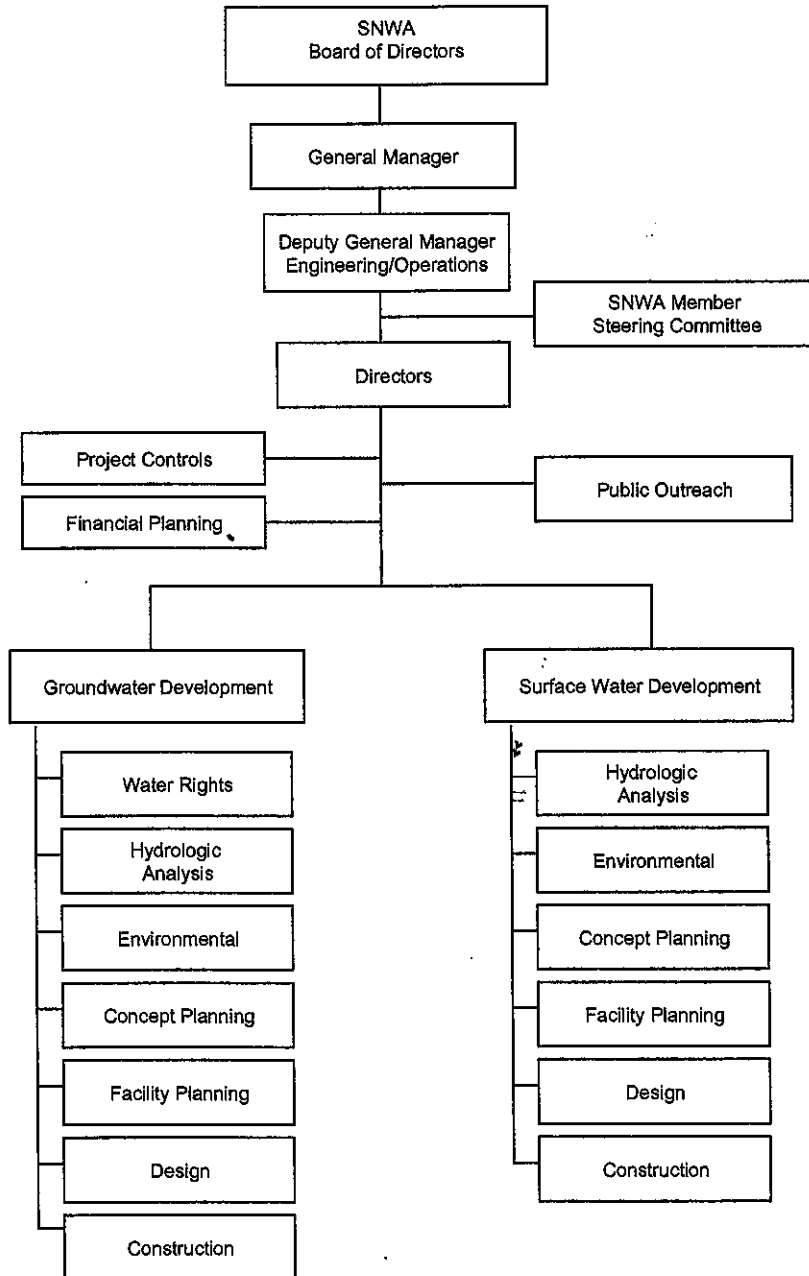 SNWA
Board of Directors
General Manager
Deputy General Manager
Engineering/Operations
SNWA Member
Steering Committee
Directors
Project Controls
Public Outreach
Financial Planning
Groundwater Development
Water Rights
Hydrologic
Analysis
Environmental
Concept Planning
Facility Planning
Design
Construction
Surface Water Development
Hydrologic
Analysis
Environmental
Concept Planning
Facility Planning
Design
Construction